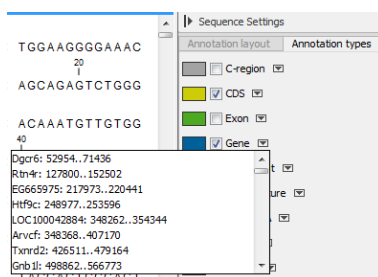 Sequence Settings
Annotation layout Annotation types
TGGAAGGGGAAAC
20
AGCAGAGTCTGGG
ACAAATGTTGTGG
40
C-region
CDS
Exon
Gene
Dgcr6: 52954..71436
Rtn4r: 127800..152502
EG665975: 217973..220441
Htf9c: 248977..253596
LOC100042884: 348262..354344
Arvcf: 348368..407170
Txnrd2: 426511..479164
Gnb1l: 498862..566773
t
ure